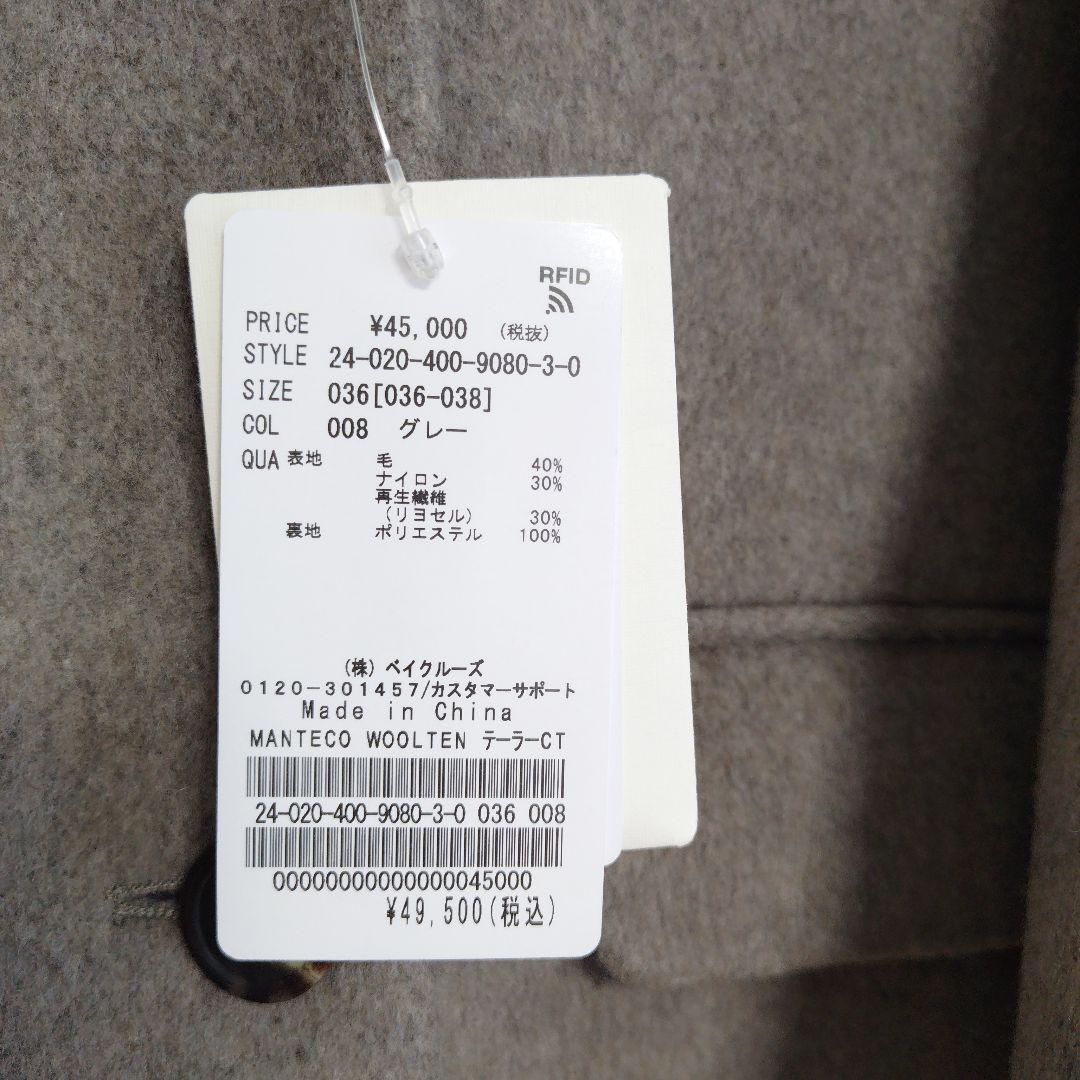 RFID
PRICE ¥45,000 (税抜)
STYLE 24-020-400-9080-3-0
SIZE 036[036-038]
COL 008 グレー
QUA 表地 毛 40%
ナイロン 30%
再生繊維
(リヨセル) 30%
裏地 ポリエステル 100%
(株) ベイクルーズ
0120-301457/カスタマーサポート
Made in China
MANTECO WOOLTEN テーラーCT
24-020-400-9080-3-0 036 008
00000000000000045000
¥49,500(税込)